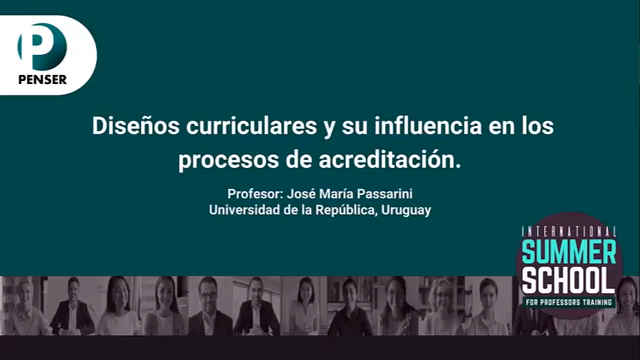 P
PENSER
Diseños curriculares y su influencia en los
procesos de acreditación.
Profesor: José María Passarini
Universidad de la República, Uruguay
INTERNATIONAL
SUMMER
SCHOOL
FOR PROFESSORS TRAINING